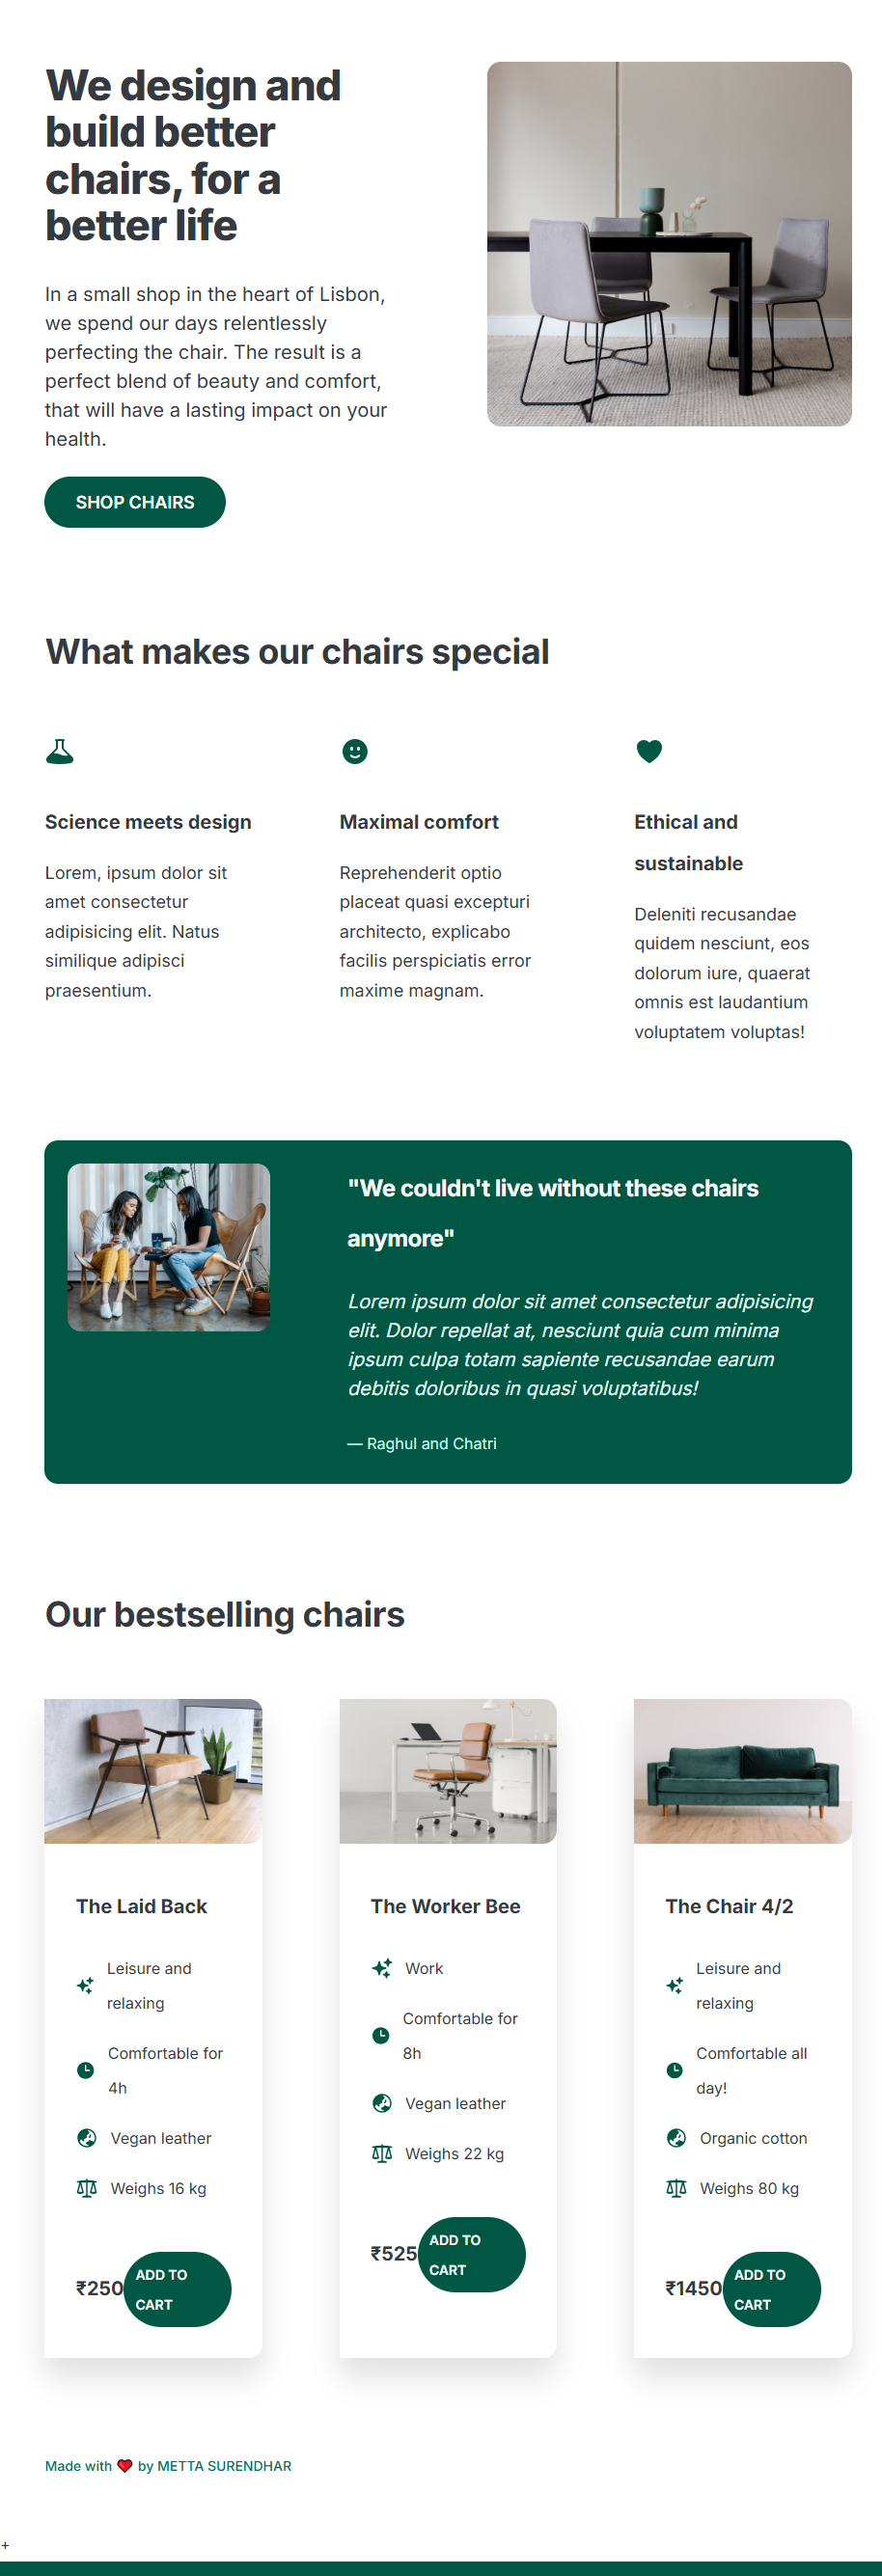 We design and
build better
chairs, for a
better life
In a small shop in the heart of Lisbon,
we spend our days relentlessly
perfecting the chair. The result is a
perfect blend of beauty and comfort,
that will have a lasting impact on your
health.
SHOP CHAIRS
What makes our chairs special
Science meets design
Lorem, ipsum dolor sit
amet consectetur
adipisicing elit. Natus
similique adipisci
praesentium.
Maximal comfort
Reprehenderit optio
placeat quasi excepturi
architecto, explicabo
facilis perspiciatis error
maxime magnam.
Ethical and
sustainable
Deleniti recusandae
quidem nesciunt, eos
dolorum iure, quaerat
omnis est laudantium
voluptatem voluptas!
"We couldn't live without these chairs
anymore"
Lorem ipsum dolor sit amet consectetur adipisicing
elit. Dolor repellat at, nesciunt quia cum minima
ipsum culpa totam sapiente recusandae earum
debitis doloribus in quasi voluptatibus!
— Raghul and Chatri
Our bestselling chairs
The Laid Back
Leisure and
relaxing
Comfortable for
4h
Vegan leather
Weighs 16 kg
₹250
ADD TO
CART
The Worker Bee
Work
Comfortable for
8h
Vegan leather
Weighs 22 kg
₹525
ADD TO
CART
The Chair 4/2
Leisure and
relaxing
Comfortable all
day!
Organic cotton
Weighs 80 kg
₹1450
ADD TO
CART
Made with ❤️ by METTA SURENDHAR
+